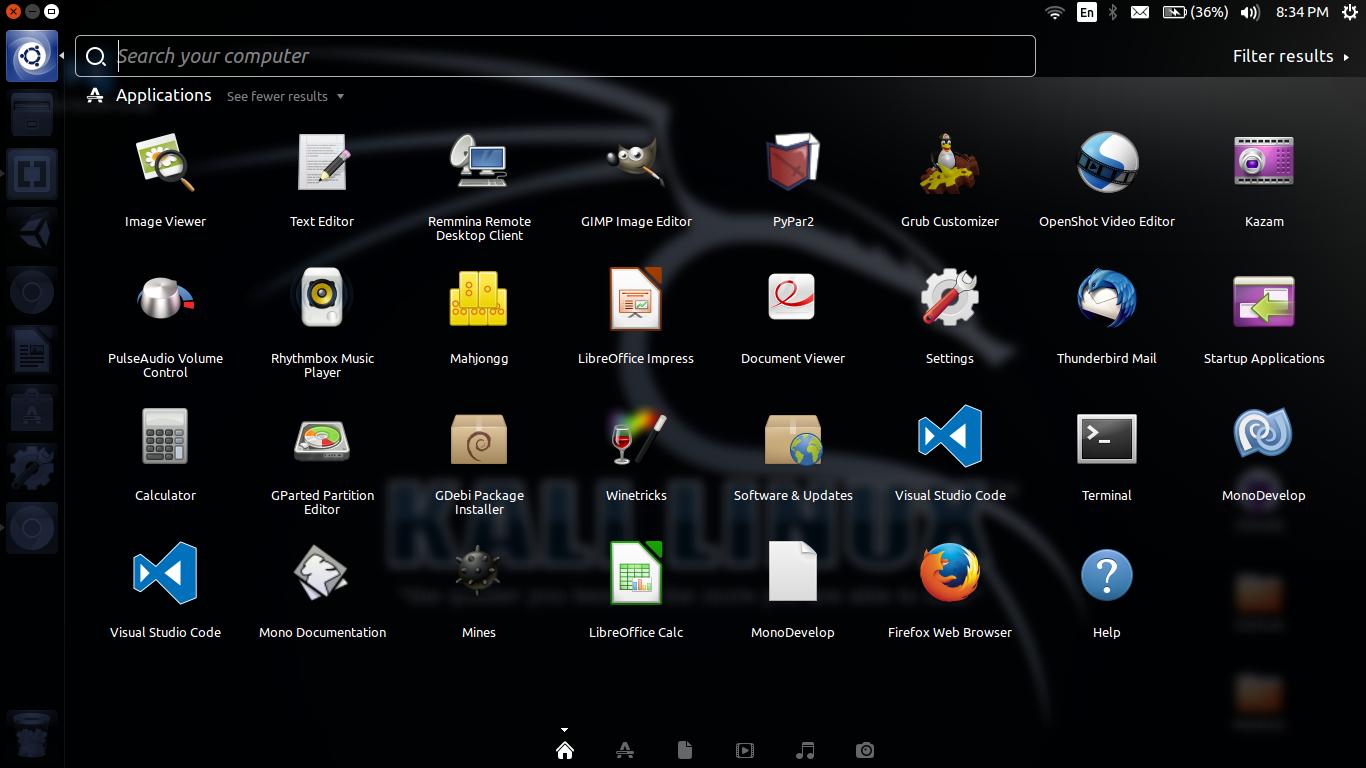 En
(36%)
8:34 PM
Search your computer
Filter results
Applications
See fewer results
Image Viewer
Text Editor
Remmina Remote
Desktop Client
GIMP Image Editor
PyPar2
Grub Customizer
OpenShot Video Editor
Kazam
PulseAudio Volume
Control
Rhythmbox Music
Player
Mahjongg
LibreOffice Impress
Document Viewer
Settings
Thunderbird Mail
Startup Applications
Calculator
GParted Partition
Editor
GDebi Package
Installer
Winetricks
Software & Updates
Visual Studio Code
Terminal
MonoDevelop
KALI LINUX
Visual Studio Code
Mono Documentation
Mines
LibreOffice Calc
MonoDevelop
Firefox Web Browser
Help